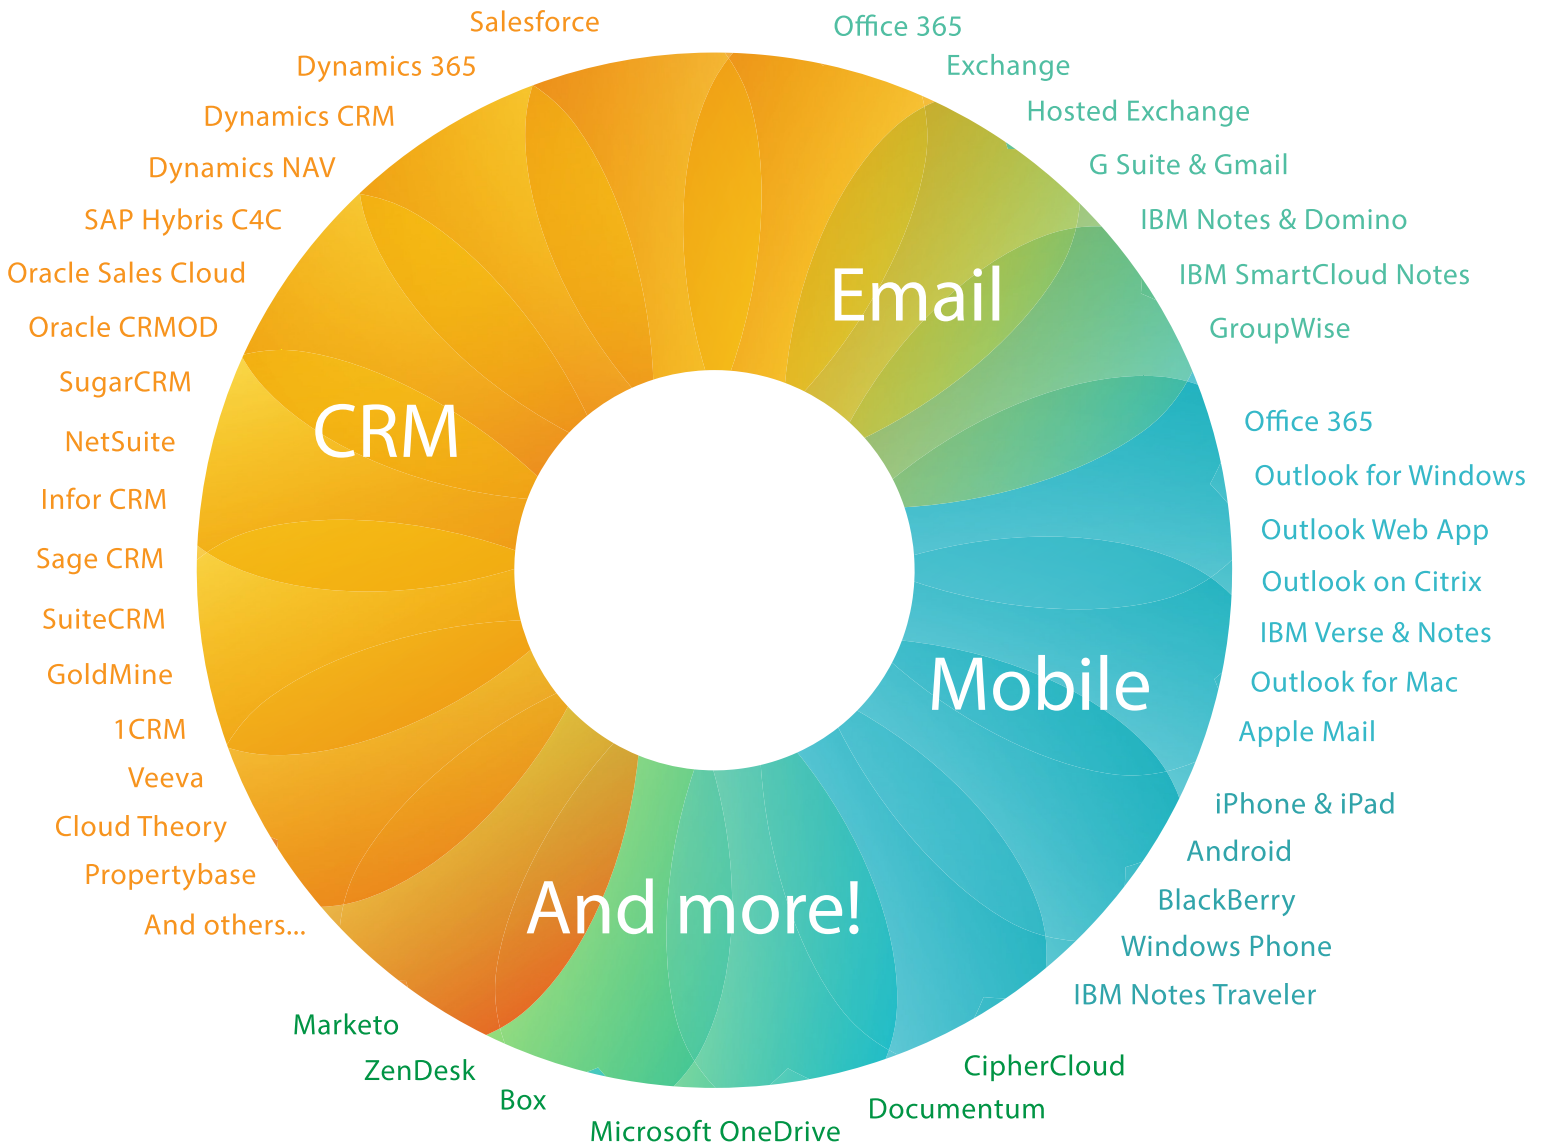 Salesforce
Dynamics 365
Dynamics CRM
Dynamics NAV
SAP Hybris C4C
Oracle Sales Cloud
Oracle CRMOD
SugarCRM
NetSuite
Infor CRM
Sage CRM
SuiteCRM
GoldMine
1CRM
Veeva
Cloud Theory
Propertybase
And others...
CRM
Office 365
Exchange
Hosted Exchange
G Suite & Gmail
IBM Notes & Domino
IBM SmartCloud Notes
GroupWise
Email
Office 365
Outlook for Windows
Outlook Web App
Outlook on Citrix
IBM Verse & Notes
Outlook for Mac
Apple Mail
iPhone & iPad
Android
BlackBerry
Windows Phone
IBM Notes Traveler
Mobile
And more!
Marketo
ZenDesk
Box
Microsoft OneDrive
Documentum
CipherCloud